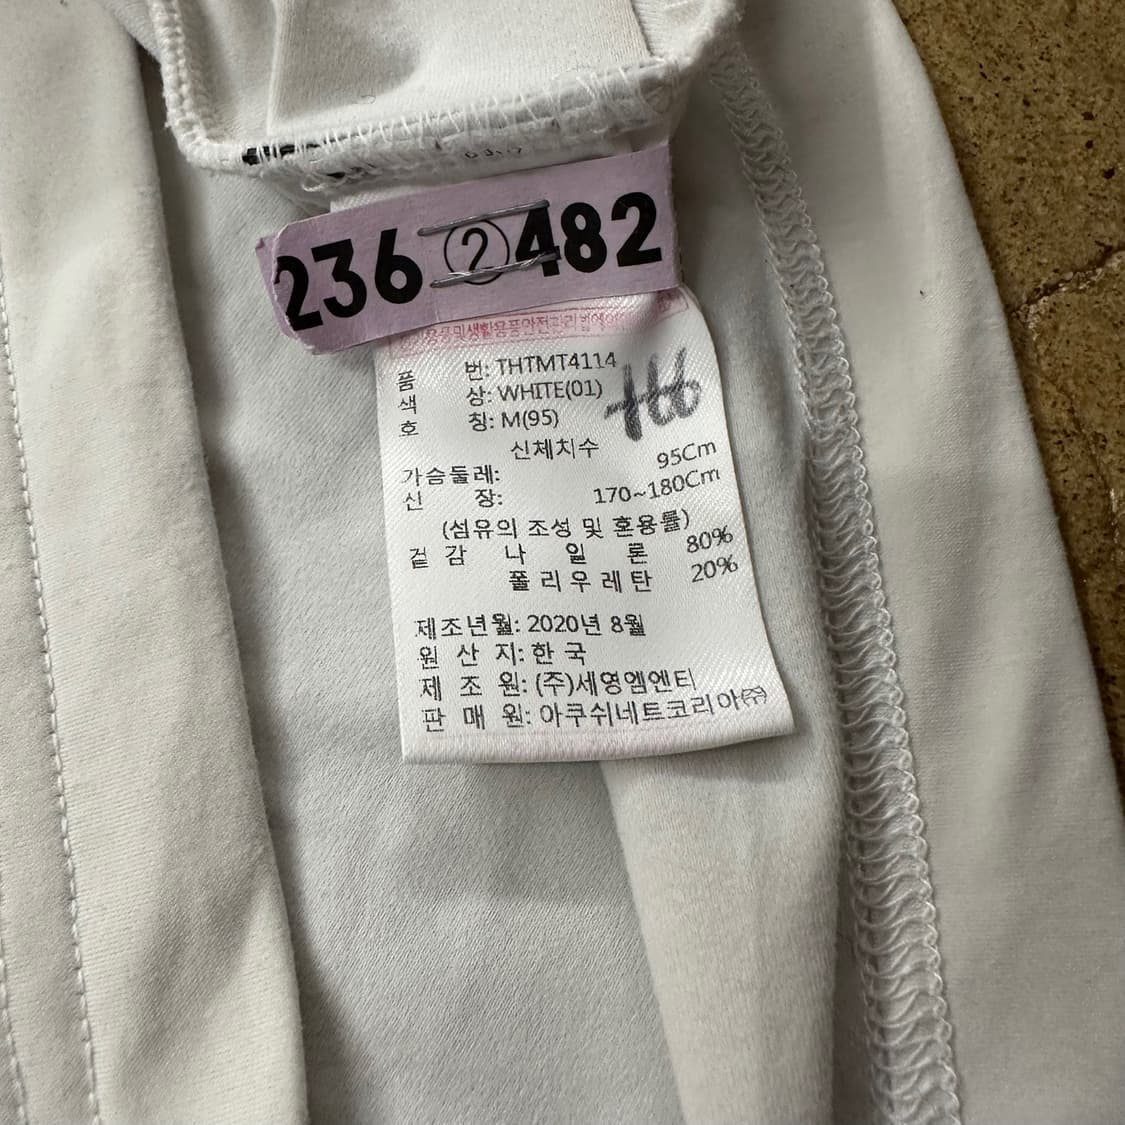 236 ② 482
품 번: THTMT4114
색 상: WHITE(01)
호 칭: M(95)
신체치수
가슴둘레: 95Cm
신 장: 170~180Cm
(섬유의 조성 및 혼용률)
겉 감 나 일 론 80%
폴리우레탄 20%
제조년월: 2020년 8월
원 산 지: 한 국
제 조 원: (주)세영엠엔티
판 매 원: 아쿠쉬네트코리아㈜